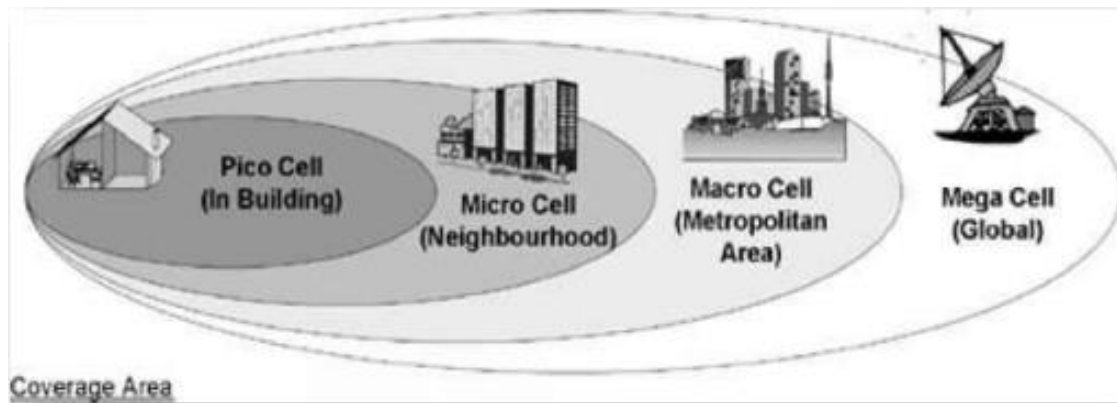 Pico Cell
(In Building)
Micro Cell
(Neighbourhood)
Macro Cell
(Metropolitan
Area)
Mega Cell
(Global)
Coverage Area